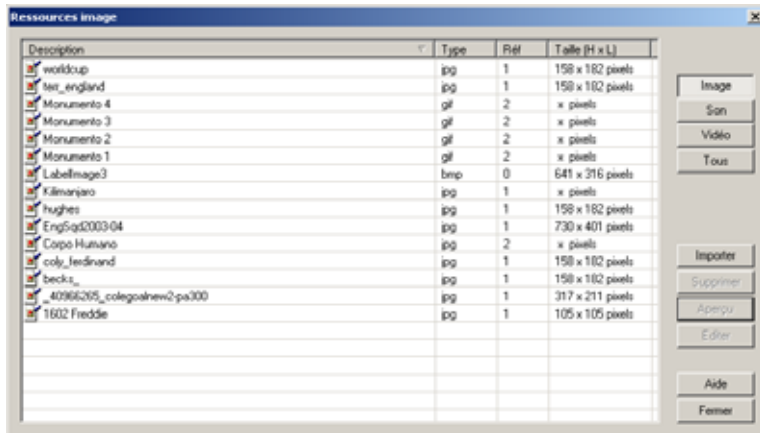 Ressources image
Description Type Réf Taille (H x L)
worldcup jpg 1 158 x 182 pixels
terr_england jpg 1 158 x 182 pixels
Monumento 4 gif 2 x pixels
Monumento 3 gif 2 x pixels
Monumento 2 gif 2 x pixels
Monumento 1 gif 2 x pixels
LabelImage3 bmp 0 641 x 316 pixels
Kilimanjaro jpg 1 x pixels
hughes jpg 1 158 x 182 pixels
EngSqd2003-04 jpg 1 730 x 401 pixels
Corpo Humano jpg 2 x pixels
coly_ferdinand jpg 1 158 x 182 pixels
becks_ jpg 1 158 x 182 pixels
_40966265_colegoalnew2-pa300 jpg 1 317 x 211 pixels
1602 Freddie jpg 1 105 x 105 pixels
Image
Son
Vidéo
Tous
Importer
Supprimer
Aperçu
Editer
Aide
Fermer